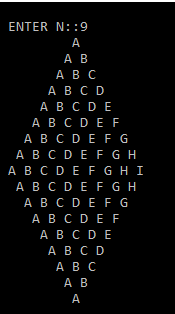 ENTER N::9
A
A B
A B C
A B C D
A B C D E
A B C D E F
A B C D E F G
A B C D E F G H
A B C D E F G H I
A B C D E F G H
A B C D E F G
A B C D E F
A B C D E
A B C D
A B C
A B
A